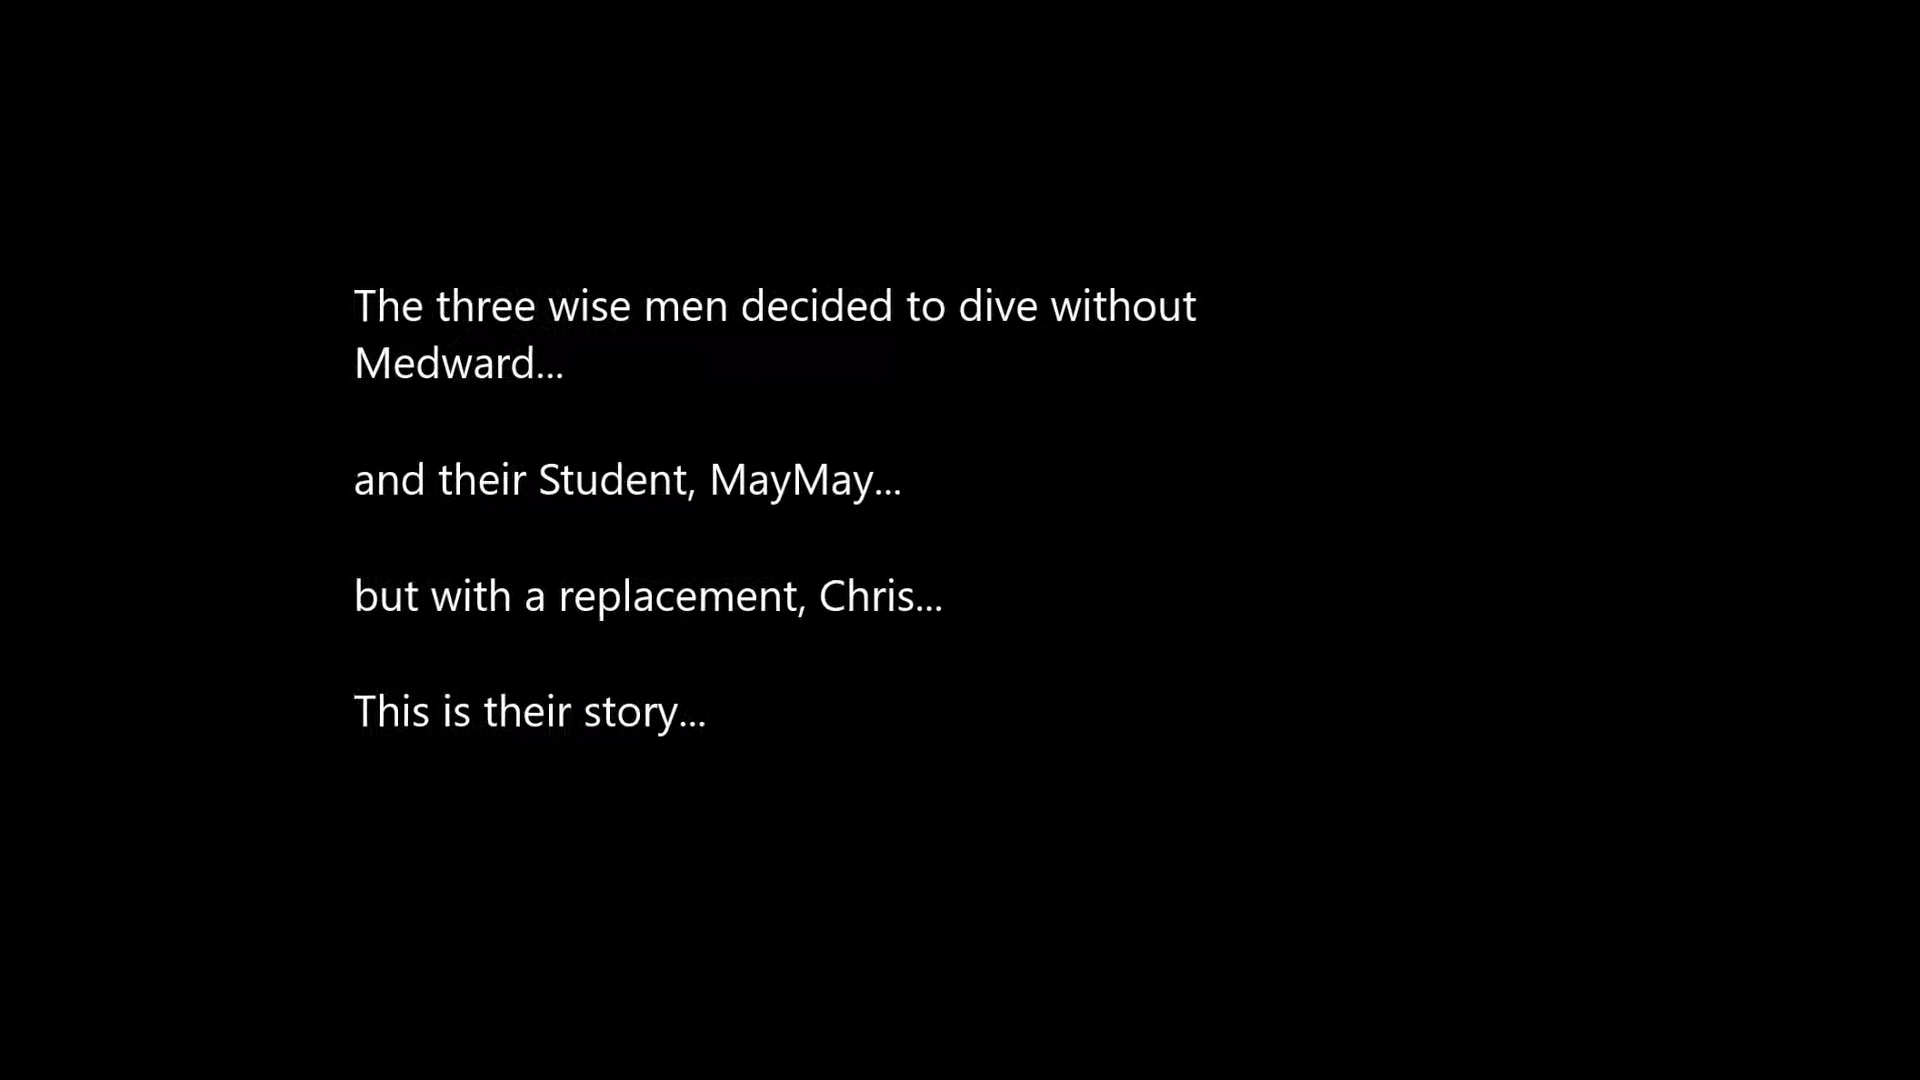 The three wise men decided to dive without
Medward...
and their Student, MayMay...
but with a replacement, Chris...
This is their story...